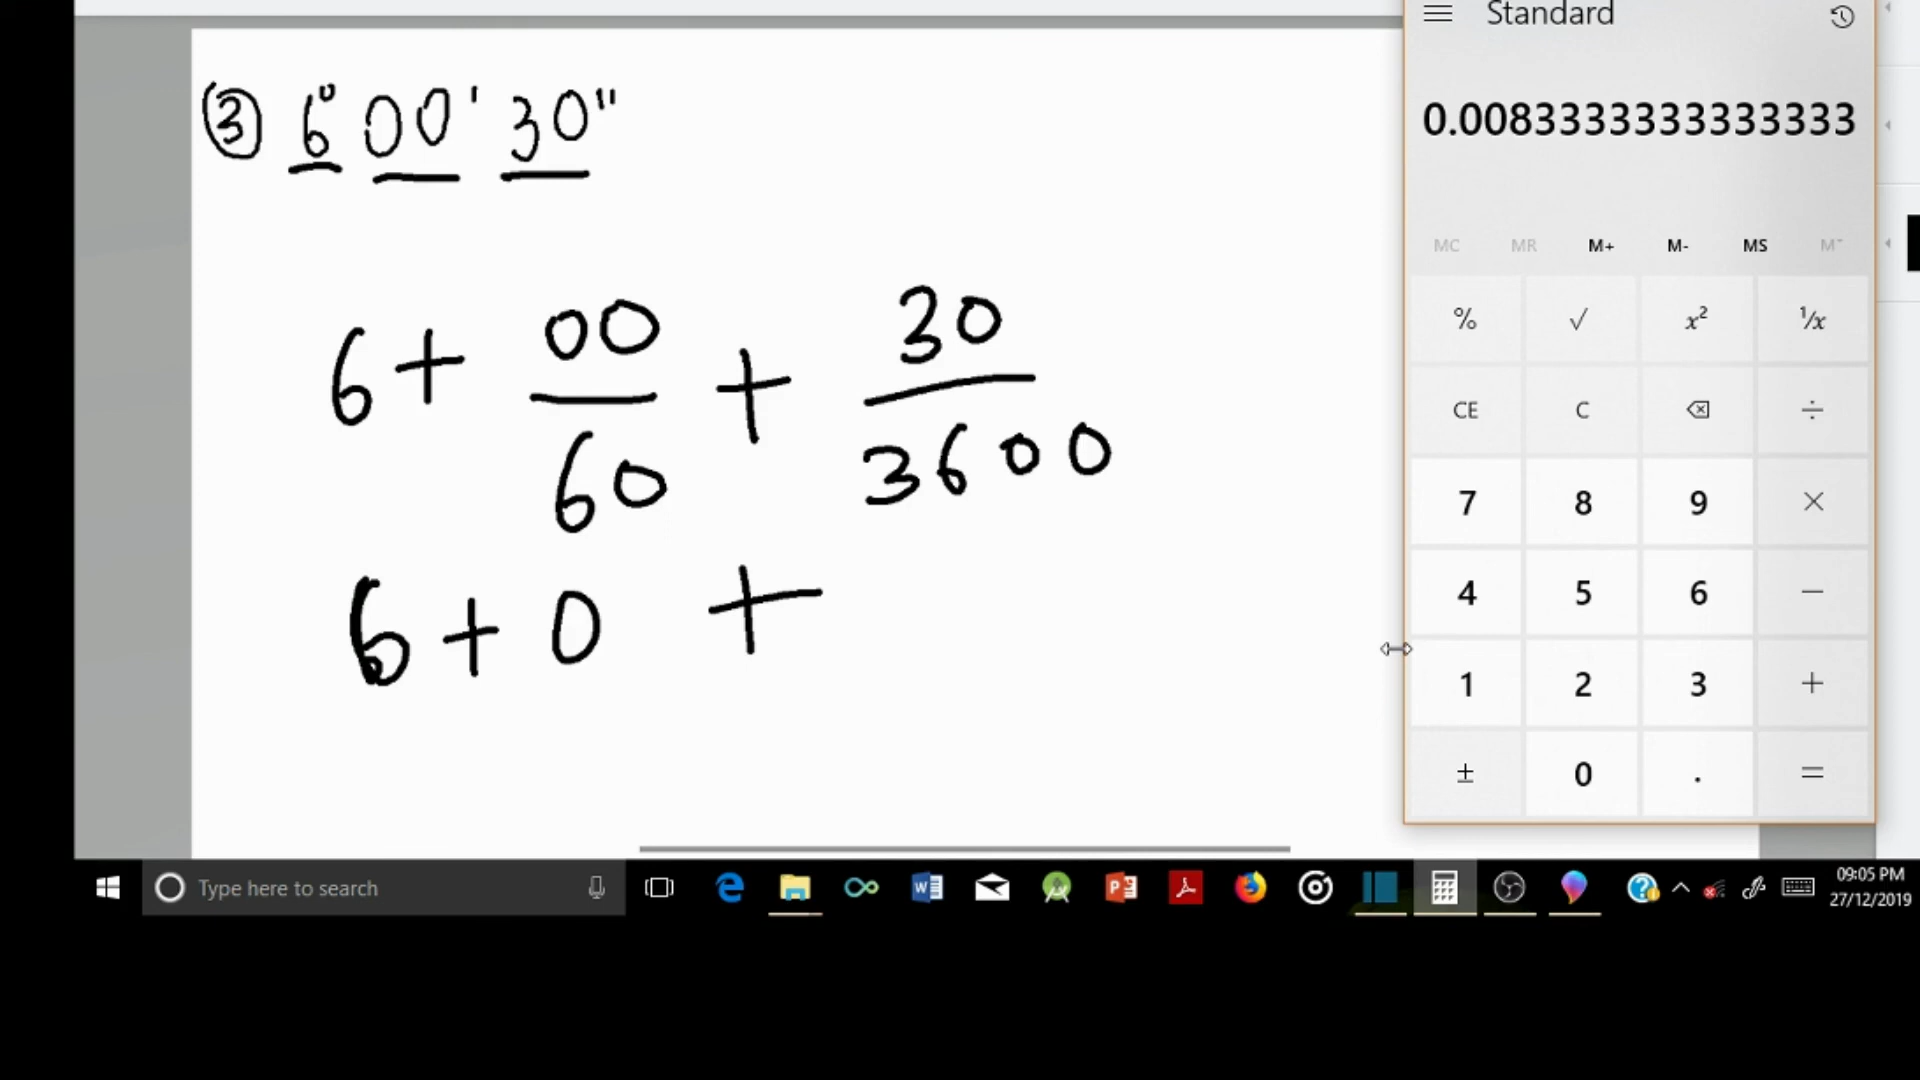 ③ 6° 00' 30"
6 + 00/60 + 30/3600
6 + 0 +
Standard
0.0083333333333333
MC MR M+ M- MS M˅
% √ x² ¹/x
CE C ÷
7 8 9 ×
4 5 6 −
1 2 3 +
± 0 . =
Type here to search
09:05 PM
27/12/2019